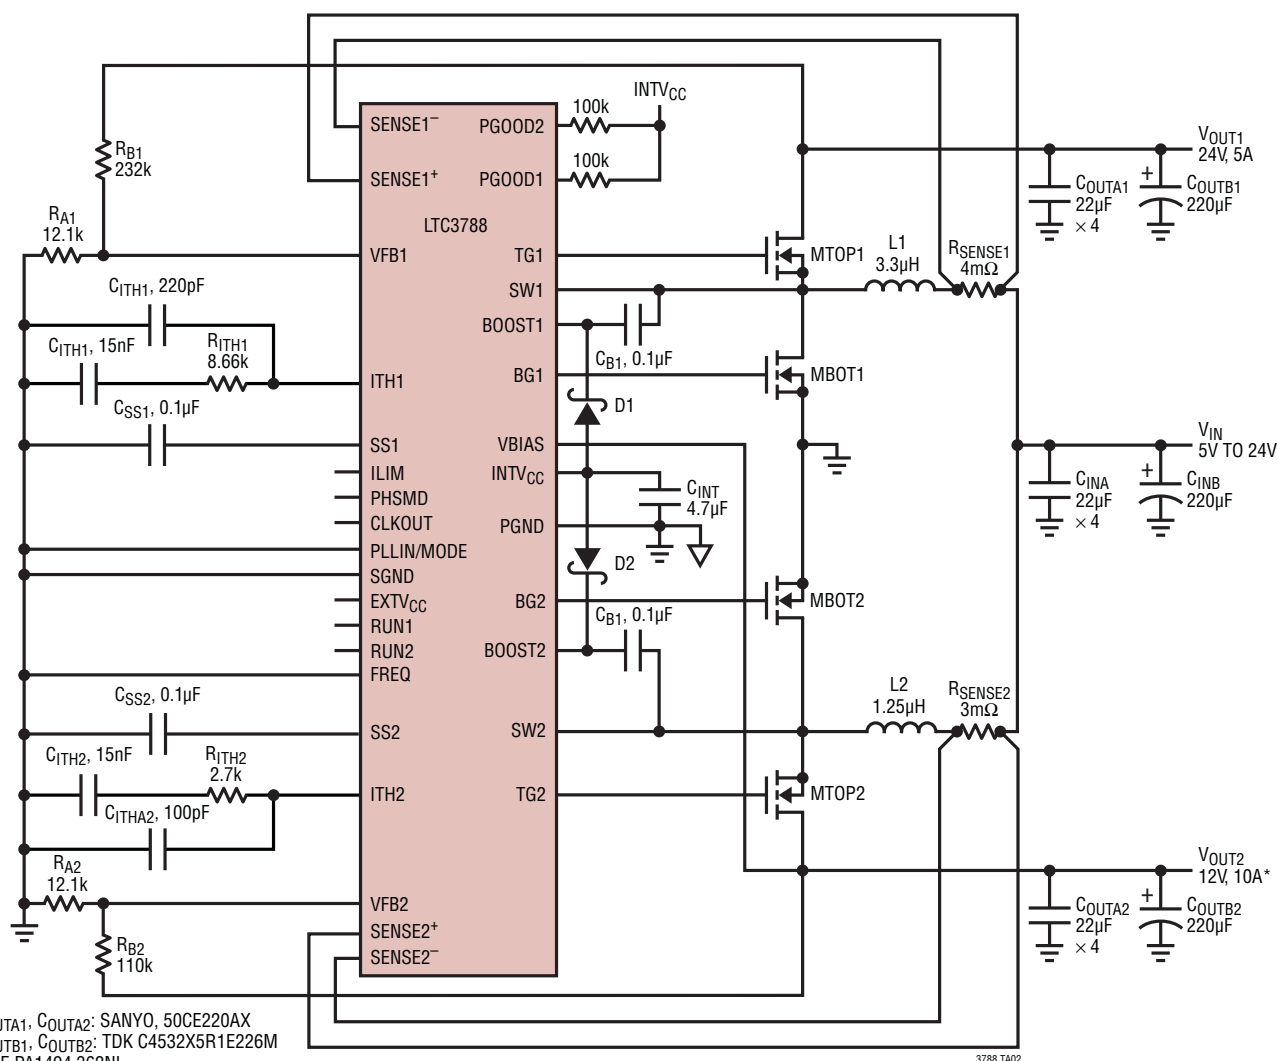 INTVCC
100k
100k
SENSE1–
SENSE1+
PGOOD2
PGOOD1
LTC3788
RB1
232k
RA1
12.1k
VFB1
TG1
MTOP1
SW1
L1
3.3µH
RSENSE1
4mΩ
VOUT1
24V, 5A
COUTA1
22µF
× 4
+
COUTB1
220µF
CITH1, 220pF
BOOST1
CITH1, 15nF
RITH1
8.66k
ITH1
CB1, 0.1µF
BG1
MBOT1
D1
CSS1, 0.1µF
SS1
VBIAS
ILIM
INTVCC
PHSMD
CLKOUT
CINT
4.7µF
PGND
VIN
5V TO 24V
CINA
22µF
× 4
+
CINB
220µF
PLLIN/MODE
SGND
D2
EXTVCC
BG2
MBOT2
RUN1
CB1, 0.1µF
RUN2
BOOST2
FREQ
CSS2, 0.1µF
SS2
SW2
L2
1.25µH
RSENSE2
3mΩ
CITH2, 15nF
RITH2
2.7k
ITH2
TG2
MTOP2
CITHA2, 100pF
RA2
12.1k
VFB2
SENSE2+
SENSE2–
RB2
110k
VOUT2
12V, 10A*
COUTA2
22µF
× 4
+
COUTB2
220µF
UTA1, COUTA2: SANYO, 50CE220AX
UTB1, COUTB2: TDK C4532X5R1E226M
3788 TA02